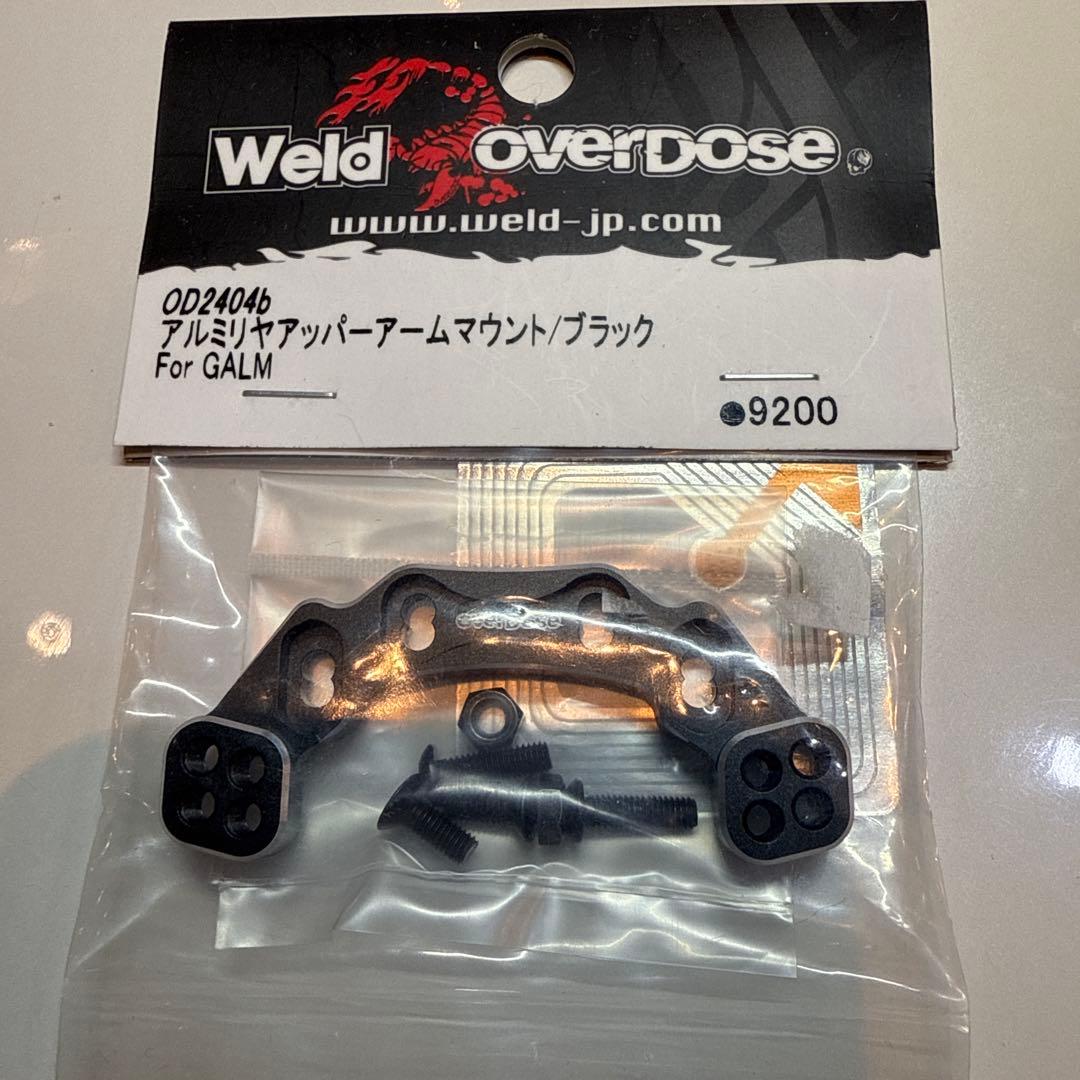 Weld OVERDOSE
www.weld-jp.com
OD2404b
アルミリヤアッパーアームマウント/ブラック
For GALM
●9200
OVERDOSE